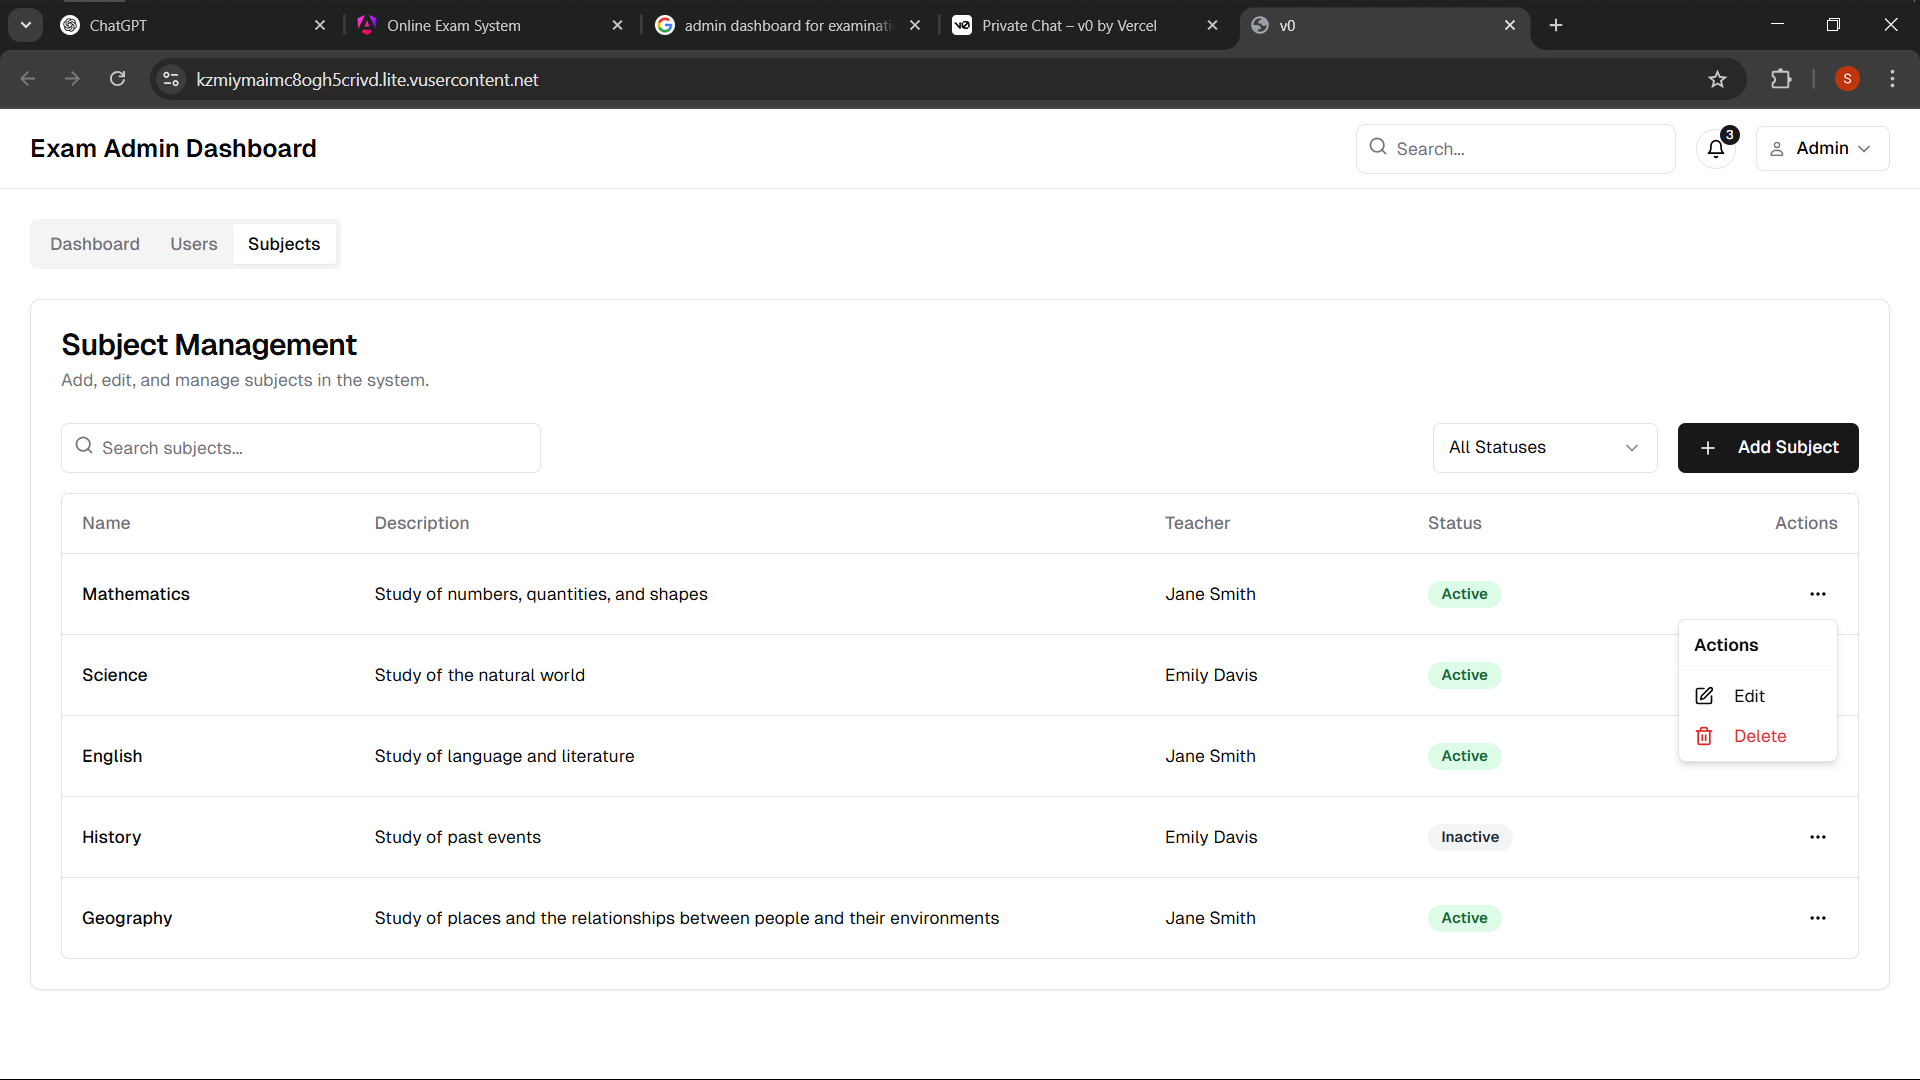 ChatGPT
Online Exam System
admin dashboard for examinati
v0 Private Chat – v0 by Vercel
v0
kzmiymaimc8ogh5crivd.lite.vusercontent.net
S
Exam Admin Dashboard
Search...
3
Admin
Dashboard Users Subjects
Subject Management
Add, edit, and manage subjects in the system.
Search subjects...
All Statuses
+ Add Subject
Name Description Teacher Status Actions
Mathematics Study of numbers, quantities, and shapes Jane Smith Active
Actions
Science Study of the natural world Emily Davis Active
Edit
Delete
English Study of language and literature Jane Smith Active
History Study of past events Emily Davis Inactive
Geography Study of places and the relationships between people and their environments Jane Smith Active